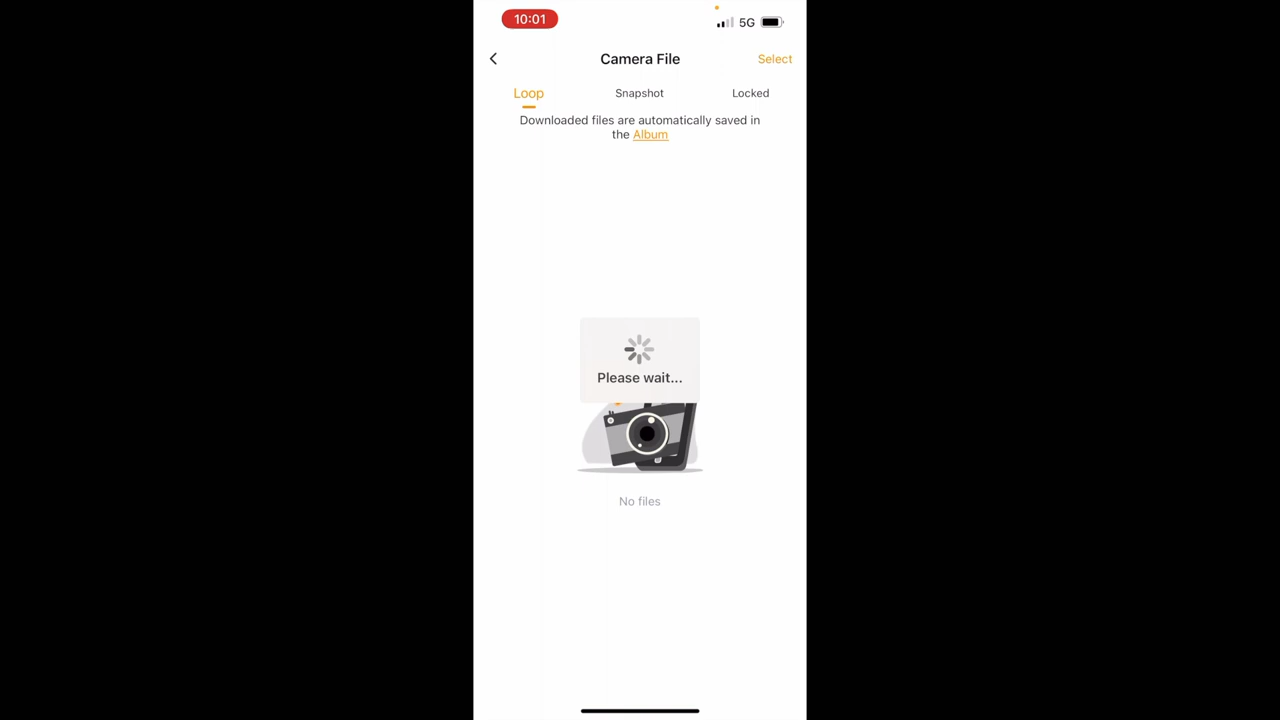 10:01
5G
Camera File
Select
Loop
Snapshot
Locked
Downloaded files are automatically saved in
the Album
Please wait...
No files